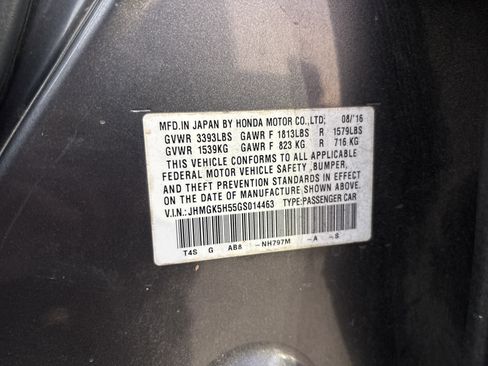 MFD.IN JAPAN BY HONDA MOTOR CO.,LTD; 08/'16
GVWR 3393LBS GAWR F 1813LBS R 1579LBS
GVWR 1539KG GAWR F 823 KG R 716 KG
THIS VEHICLE CONFORMS TO ALL APPLICABLE
FEDERAL MOTOR VEHICLE SAFETY ,BUMPER,
AND THEFT PREVENTION STANDARDS IN EFFECT
ON THE DATE OF MANUFACTURE SHOWN ABOVE.
V.I.N.: JHMGK5H55GS014463 TYPE:PASSENGER CAR
T4S G AB8 -NH797M -A -S